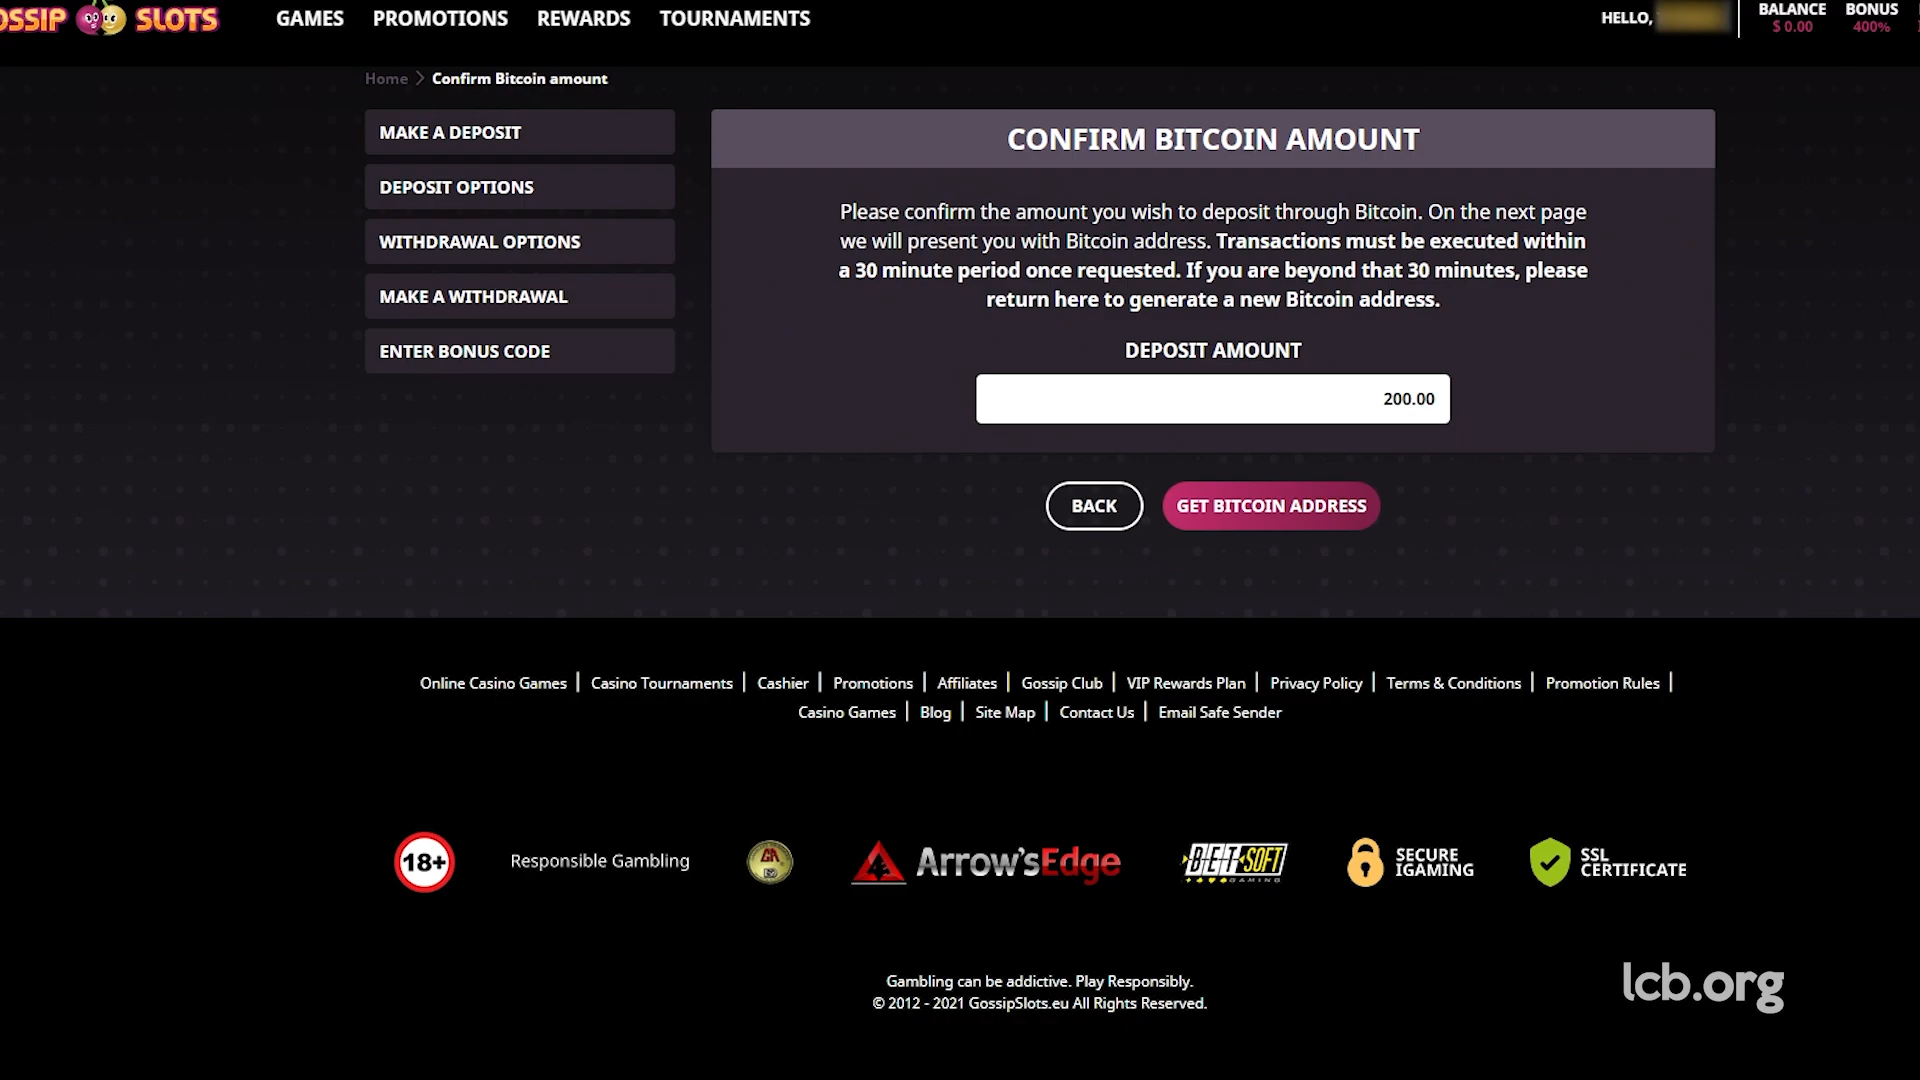 OSSIP SLOTS
GAMES PROMOTIONS REWARDS TOURNAMENTS
HELLO,
BALANCE
$ 0.00
BONUS
400%
Home > Confirm Bitcoin amount
MAKE A DEPOSIT
DEPOSIT OPTIONS
WITHDRAWAL OPTIONS
MAKE A WITHDRAWAL
ENTER BONUS CODE
CONFIRM BITCOIN AMOUNT
Please confirm the amount you wish to deposit through Bitcoin. On the next page
we will present you with Bitcoin address. Transactions must be executed within
a 30 minute period once requested. If you are beyond that 30 minutes, please
return here to generate a new Bitcoin address.
DEPOSIT AMOUNT
200.00
BACK
GET BITCOIN ADDRESS
Online Casino Games | Casino Tournaments | Cashier | Promotions | Affiliates | Gossip Club | VIP Rewards Plan | Privacy Policy | Terms & Conditions | Promotion Rules |
Casino Games | Blog | Site Map | Contact Us | Email Safe Sender
18+
Responsible Gambling
GA
Arrow'sEdge
BETSOFT
GAMING
SECURE
IGAMING
SSL
CERTIFICATE
Gambling can be addictive. Play Responsibly.
© 2012 - 2021 GossipSlots.eu All Rights Reserved.
lcb.org